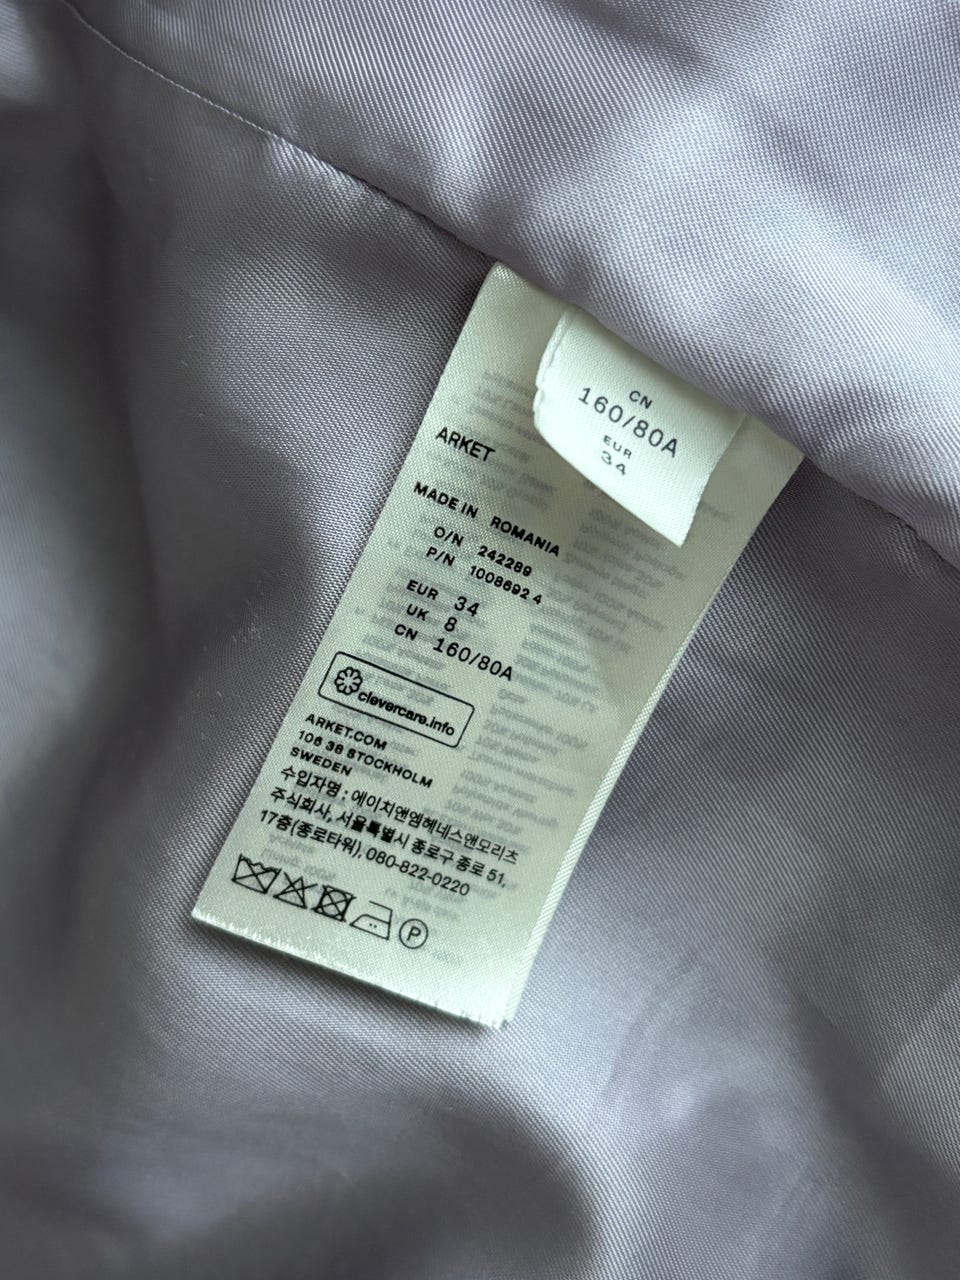 CN
160/80A
EUR
34
ARKET
MADE IN ROMANIA
O/N 242289
P/N 1008692 4
EUR 34
UK 8
CN 160/80A
clevercare.info
ARKET.COM
106 38 STOCKHOLM
SWEDEN
수입자명 : 에이치앤엠헤네스앤모리츠
주식회사, 서울특별시 종로구 종로 51,
17층(종로타워), 080-822-0220
P